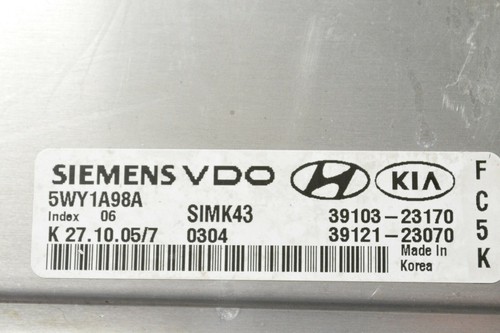 SIEMENS VDO KIA
5WY1A98A
Index 06 SIMK43 39103-23170
K 27.10.05/7 0304 39121-23070
Made In
Korea
FC5K